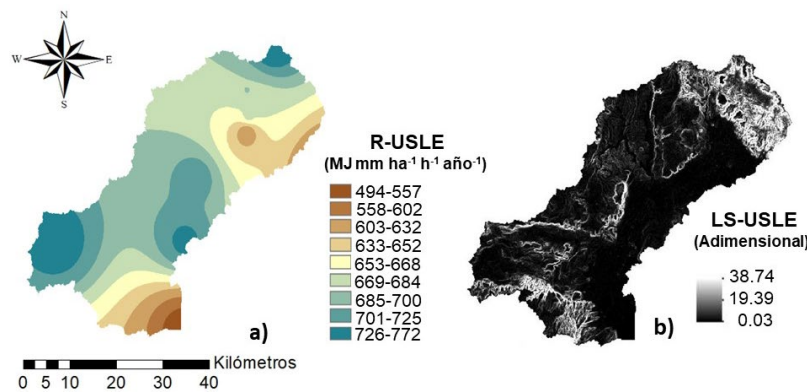 N
W
E
S
R-USLE
(MJ mm ha⁻¹ h⁻¹ año⁻¹)
494-557
558-602
603-632
633-652
653-668
669-684
685-700
701-725
726-772
a)
Kilómetros
0 5 10 20 30 40
LS-USLE
(Adimensional)
38.74
19.39
0.03
b)